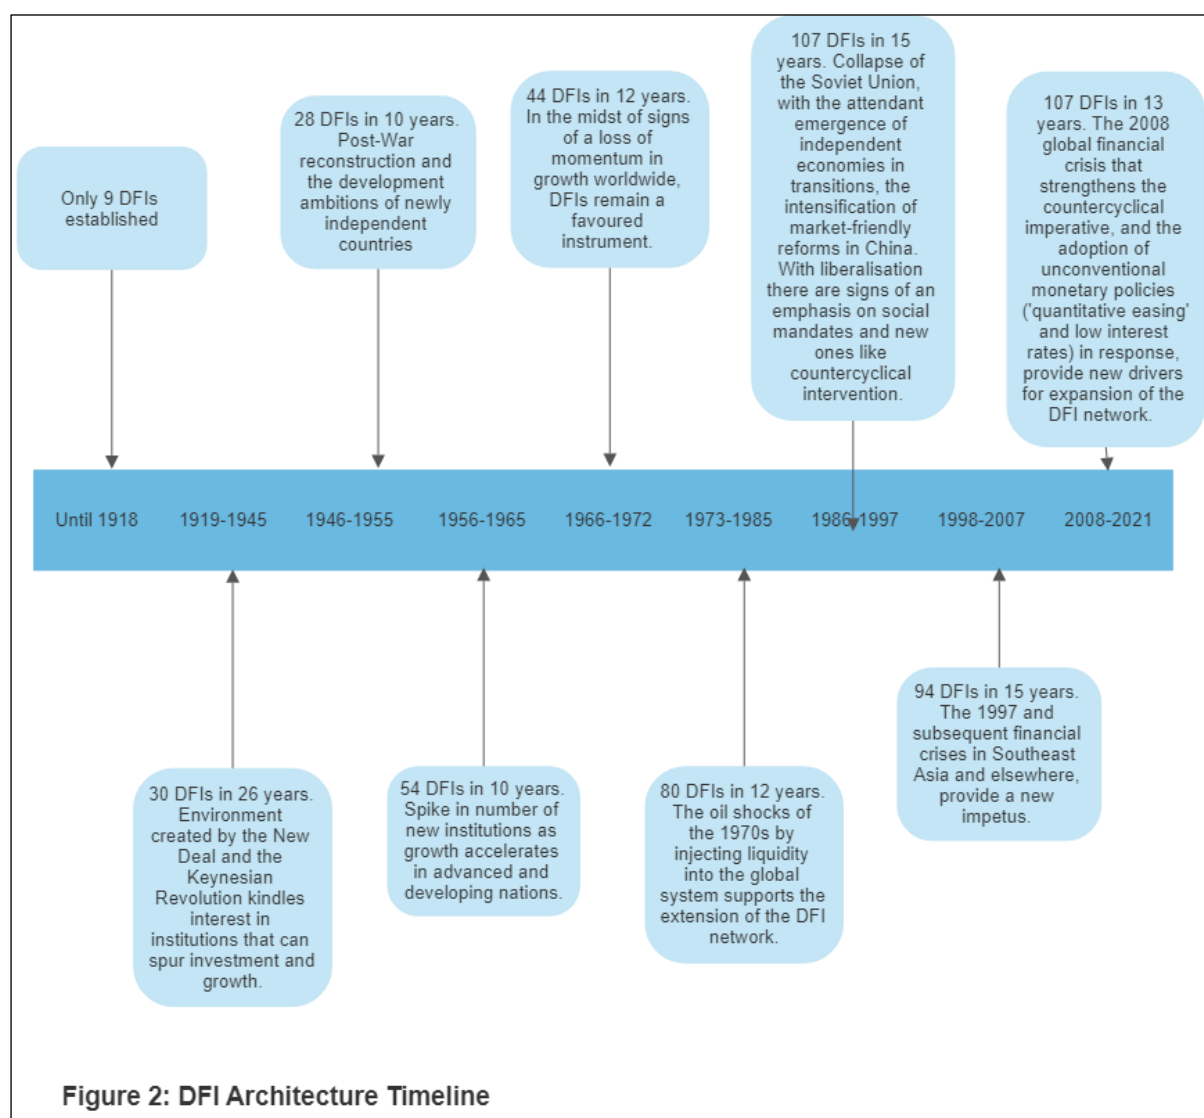 Only 9 DFIs
established
28 DFIs in 10 years.
Post-War
reconstruction and
the development
ambitions of newly
independent
countries
44 DFIs in 12 years.
In the midst of signs
of a loss of
momentum in
growth worldwide,
DFIs remain a
favoured
instrument.
107 DFIs in 15
years. Collapse of
the Soviet Union,
with the attendant
emergence of
independent
economies in
transitions, the
intensification of
market-friendly
reforms in China.
With liberalisation
there are signs of an
emphasis on social
mandates and new
ones like
countercyclical
intervention.
107 DFIs in 13
years. The 2008
global financial
crisis that
strengthens the
countercyclical
imperative, and the
adoption of
unconventional
monetary policies
('quantitative easing'
and low interest
rates) in response,
provide new drivers
for expansion of the
DFI network.
Until 1918
1919-1945
1946-1955
1956-1965
1966-1972
1973-1985
1986-1997
1998-2007
2008-2021
30 DFIs in 26 years.
Environment
created by the New
Deal and the
Keynesian
Revolution kindles
interest in
institutions that can
spur investment and
growth.
54 DFIs in 10 years.
Spike in number of
new institutions as
growth accelerates
in advanced and
developing nations.
80 DFIs in 12 years.
The oil shocks of
the 1970s by
injecting liquidity
into the global
system supports the
extension of the DFI
network.
94 DFIs in 15 years.
The 1997 and
subsequent financial
crises in Southeast
Asia and elsewhere,
provide a new
impetus.
Figure 2: DFI Architecture Timeline